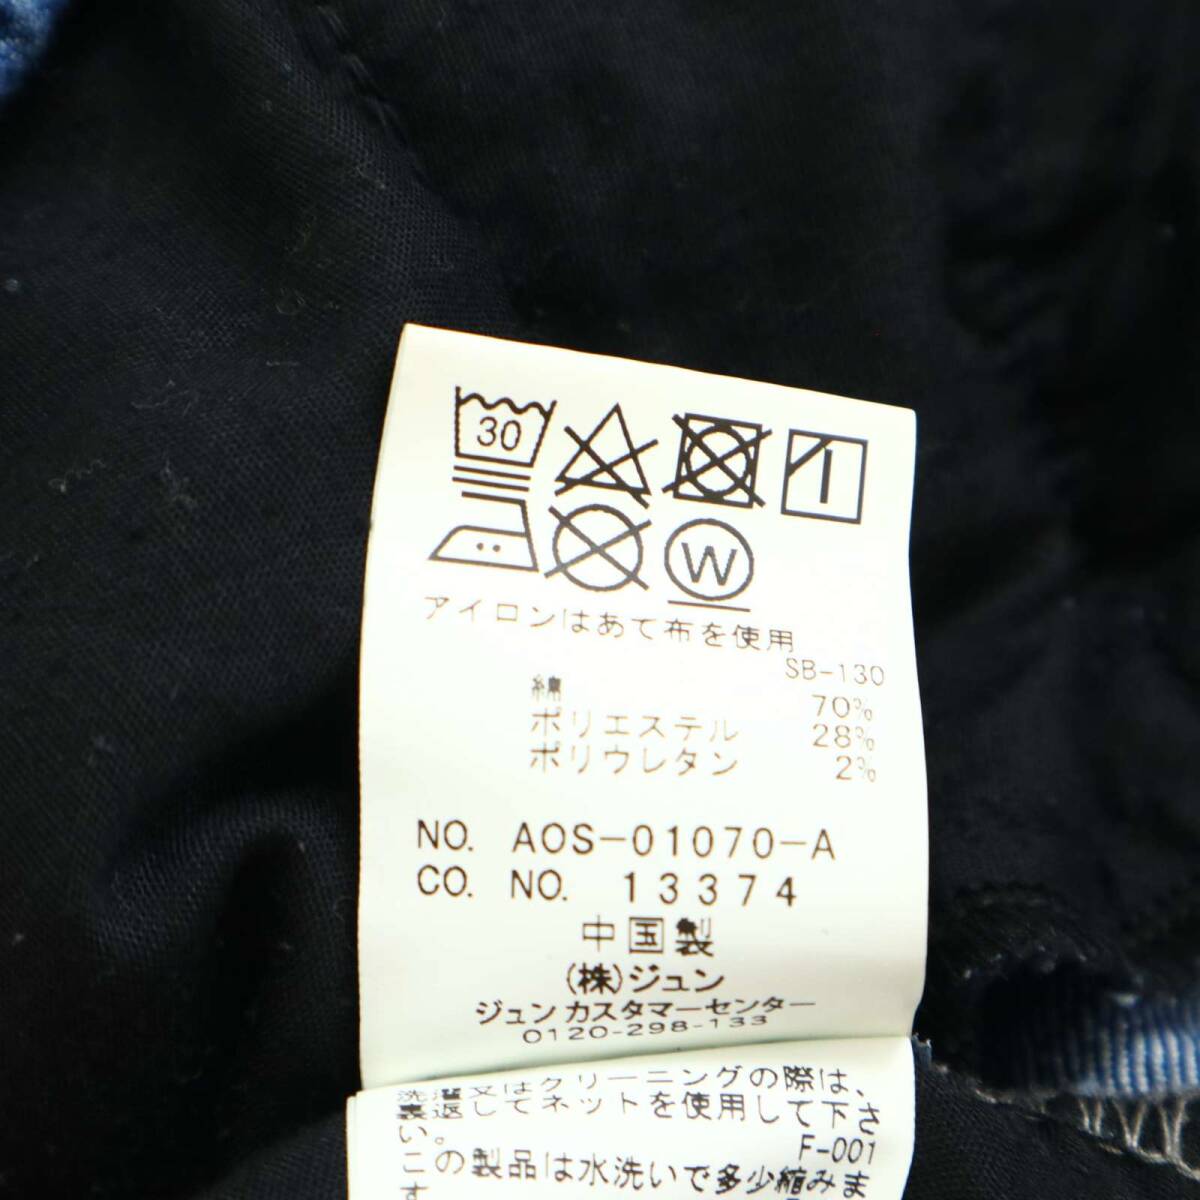 30
W
アイロンはあて布を使用
SB-130
綿 70%
ポリエステル 28%
ポリウレタン 2%
NO. AOS-01070-A
CO. NO. 13374
中国製
(株)ジュン
ジュンカスタマーセンター
0120-298-133
洗濯又はクリーニングの際は、
裏返してネットを使用して下さ
い。
F-001
この製品は水洗いで多少縮みま
す